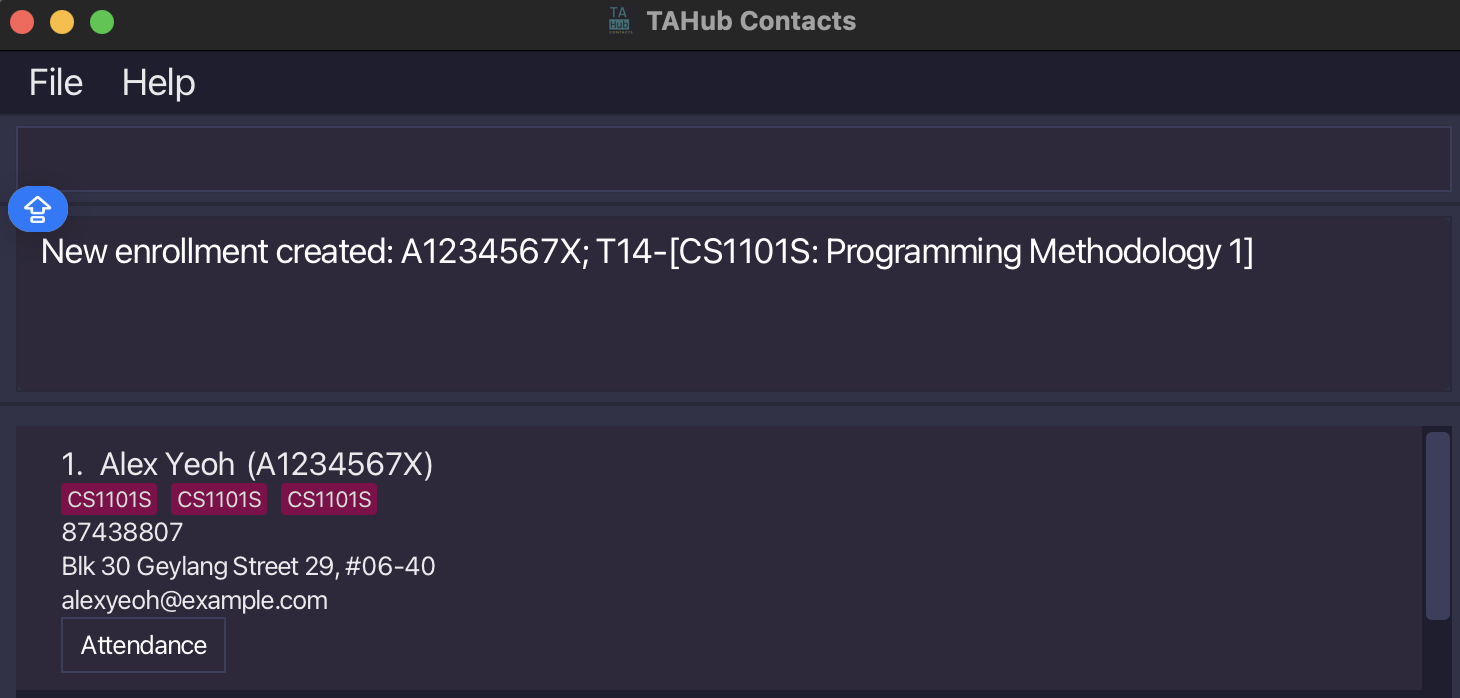 TA
Hub
CONTACTS
TAHub Contacts
File Help
New enrollment created: A1234567X; T14-[CS1101S: Programming Methodology 1]
1. Alex Yeoh (A1234567X)
CS1101S CS1101S CS1101S
87438807
Blk 30 Geylang Street 29, #06-40
alexyeoh@example.com
Attendance